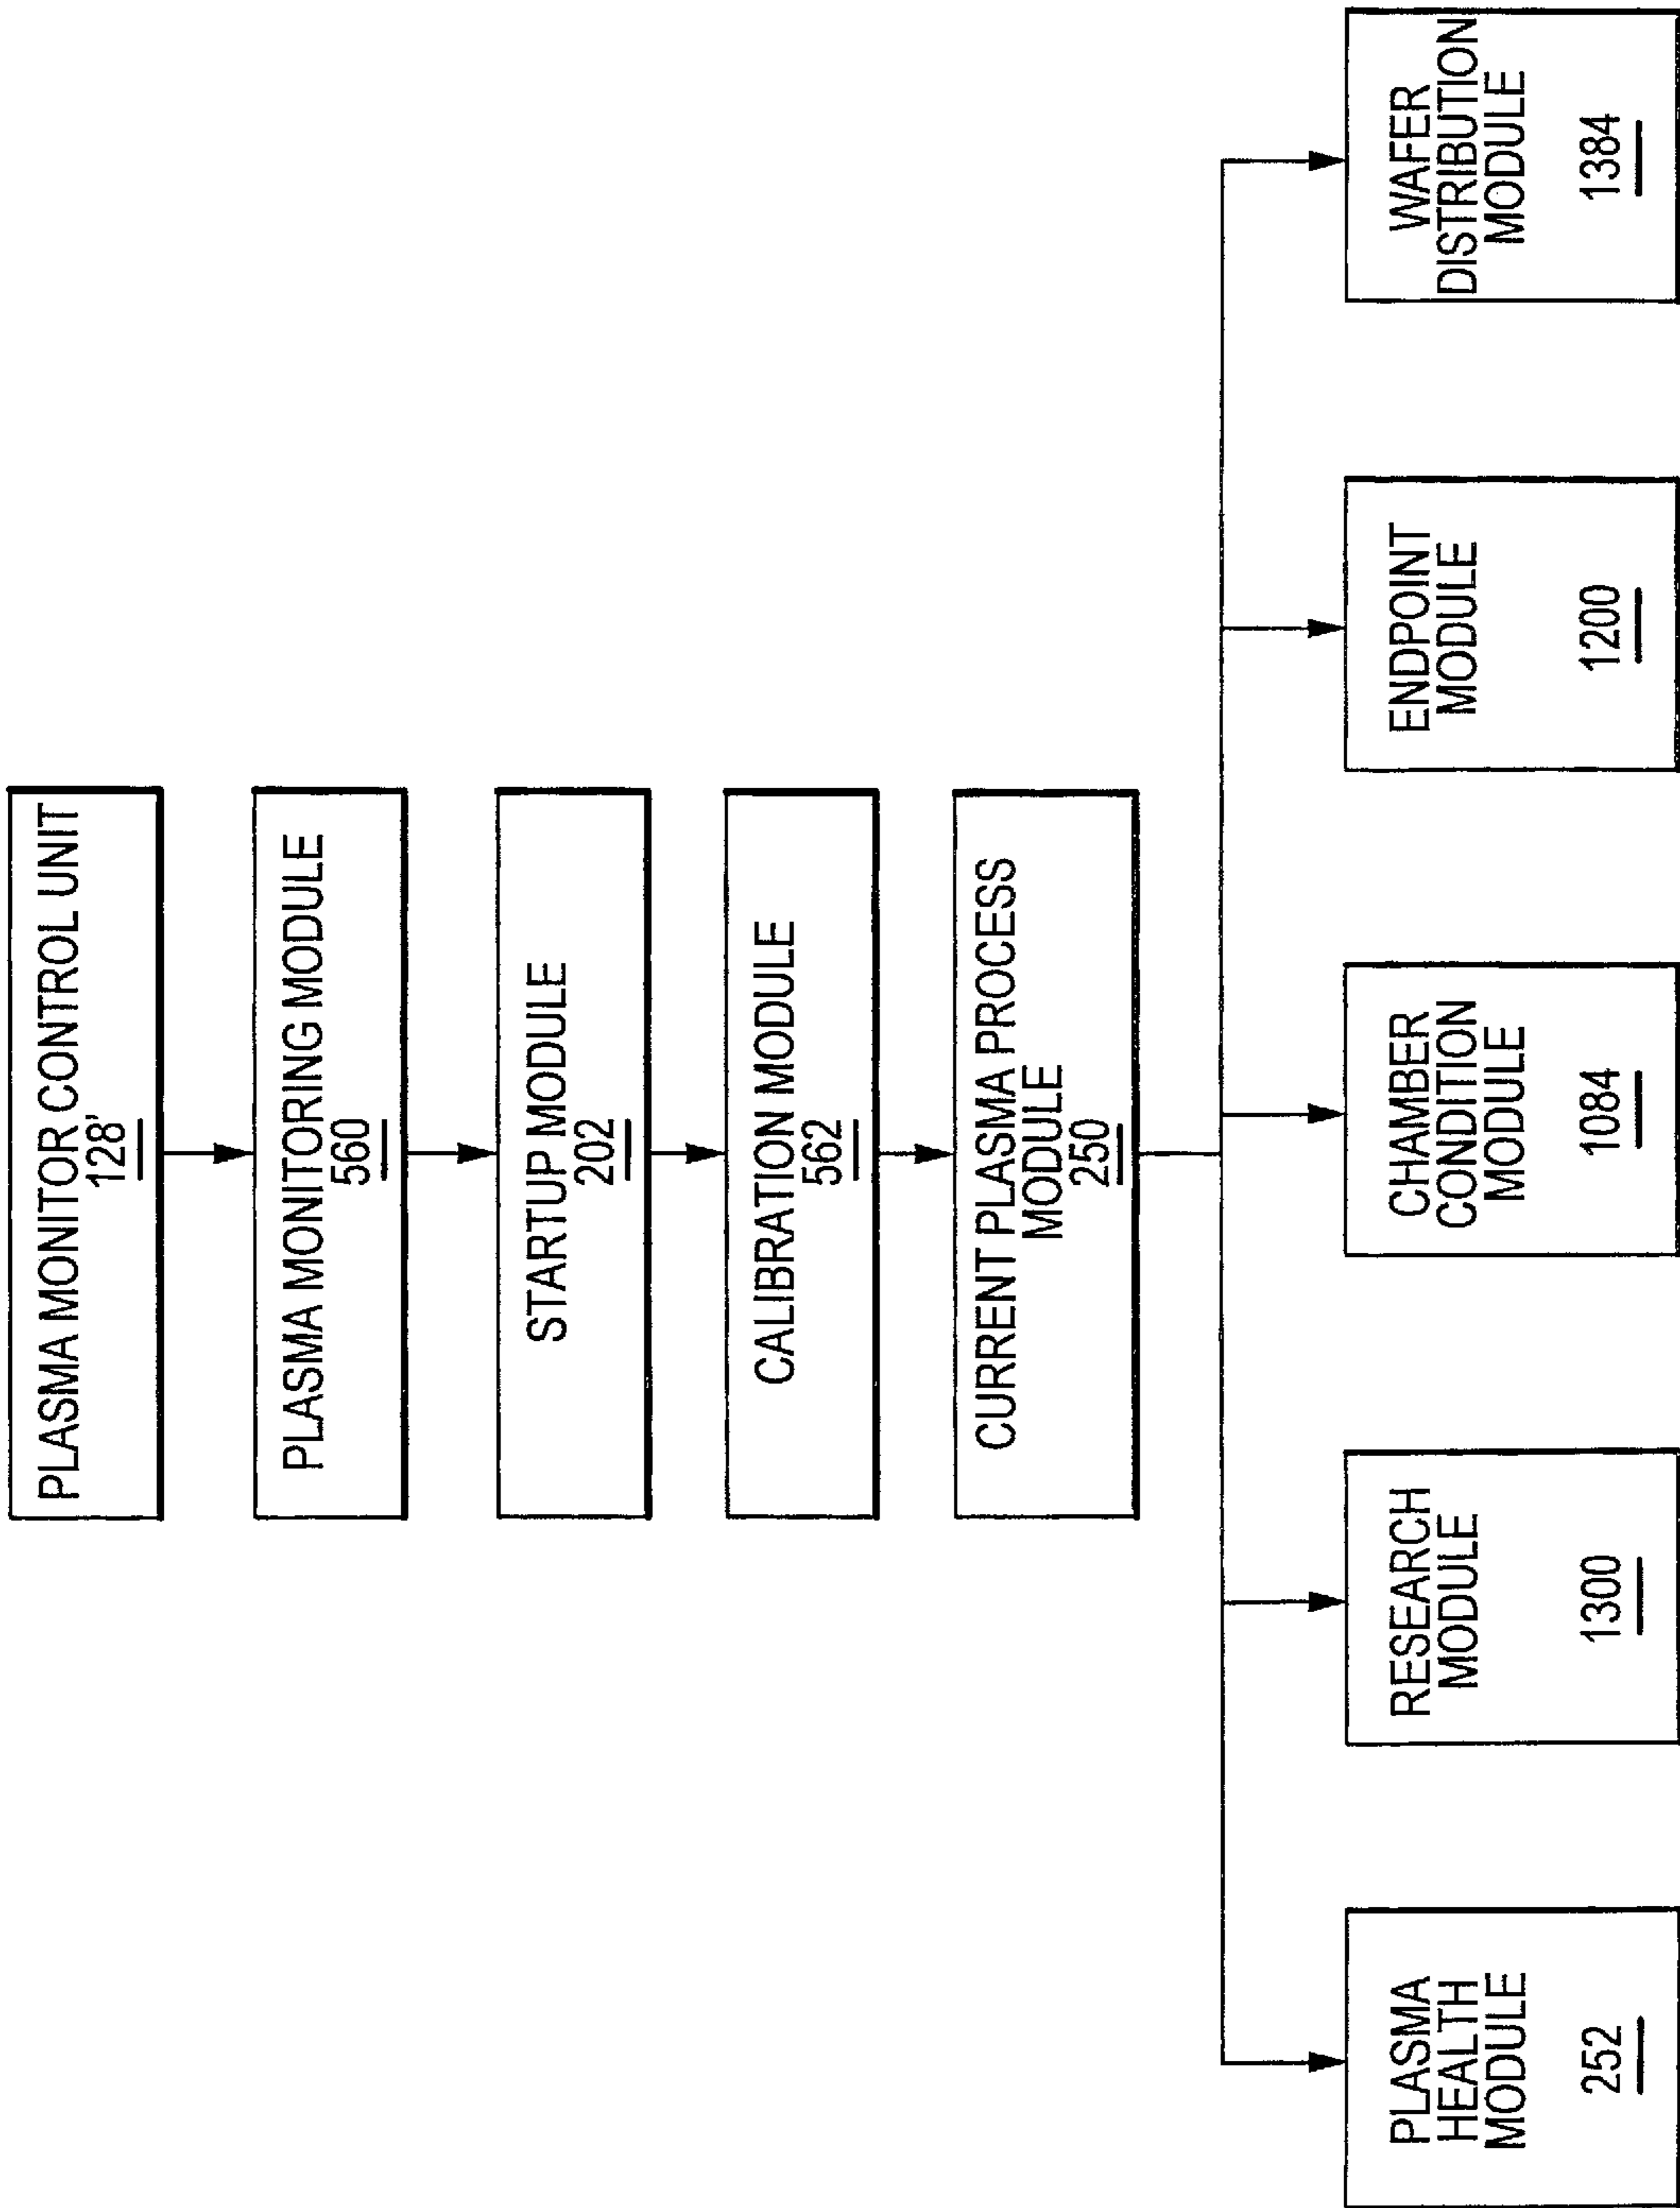 PLASMA MONITOR CONTROL UNIT
128'
PLASMA MONITORING MODULE
560
STARTUP MODULE
202
CALIBRATION MODULE
562
CURRENT PLASMA PROCESS
MODULE
250
PLASMA
HEALTH
MODULE
252
RESEARCH
MODULE
1300
CHAMBER
CONDITION
MODULE
1084
ENDPOINT
MODULE
1200
WAFER
DISTRIBUTION
MODULE
1384